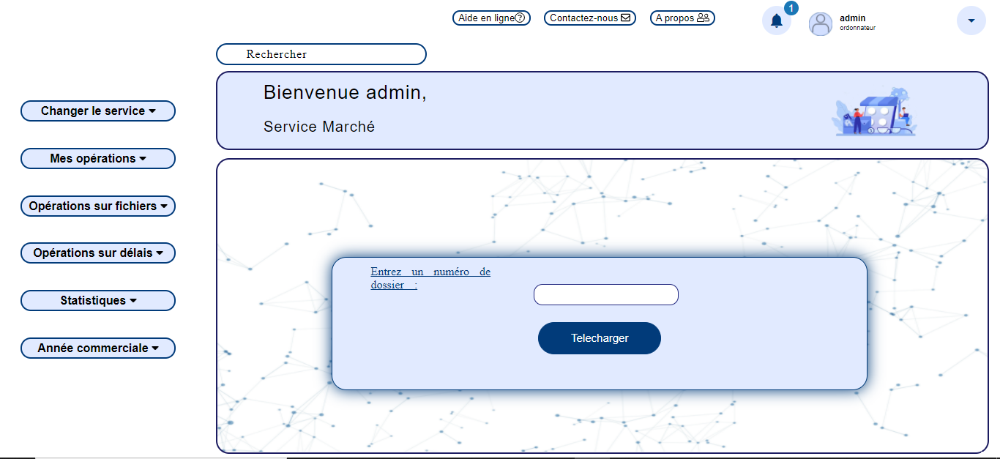 Aide en ligne
Contactez-nous
A propos
1
admin
ordonnateur
Rechercher
Bienvenue admin,
Service Marché
Changer le service
Mes opérations
Opérations sur fichiers
Opérations sur délais
Statistiques
Année commerciale
Entrez un numéro de
dossier :
Telecharger